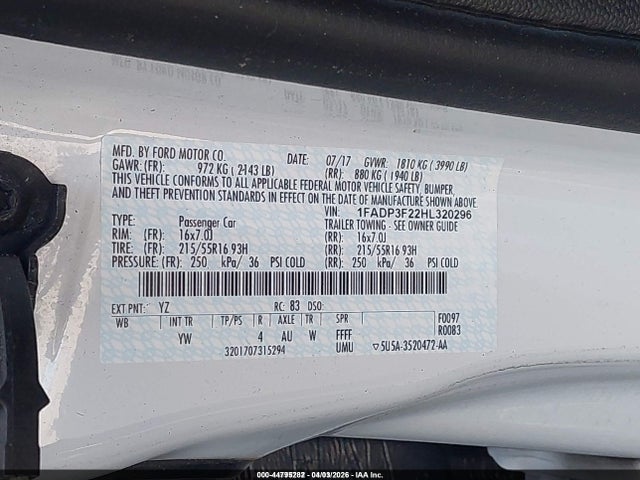 MFD. BY FORD MOTOR CO. DATE: 07/17 GVWR: 1810 KG ( 3990 LB)
GAWR: (FR): 972 KG ( 2143 LB) (RR): 880 KG ( 1940 LB)
THIS VEHICLE CONFORMS TO ALL APPLICABLE FEDERAL MOTOR VEHICLE SAFETY, BUMPER,
AND THEFT PREVENTION STANDARDS IN EFFECT ON THE DATE OF MANUFACTURE SHOWN ABOVE.
VIN: 1FADP3F22HL320296
TYPE: Passenger Car TRAILER TOWING - SEE OWNER GUIDE
RIM: (FR) 16x7.0J (RR): 16x7.0J
TIRE: (FR) 215/55R16 93H (RR): 215/55R16 93H
PRESSURE: (FR) 250 kPa/ 36 PSI COLD (RR): 250 kPa/ 36 PSI COLD
EXT PNT: YZ RC: 83 DSO: F0097
WB INT TR TP/PS R AXLE TR SPR R0083
YW 4 AU W FFFF
3201707315294 UMU ▽5U5A-3520472-AA
000-44795282 - 04/03/2026 - IAA Inc.